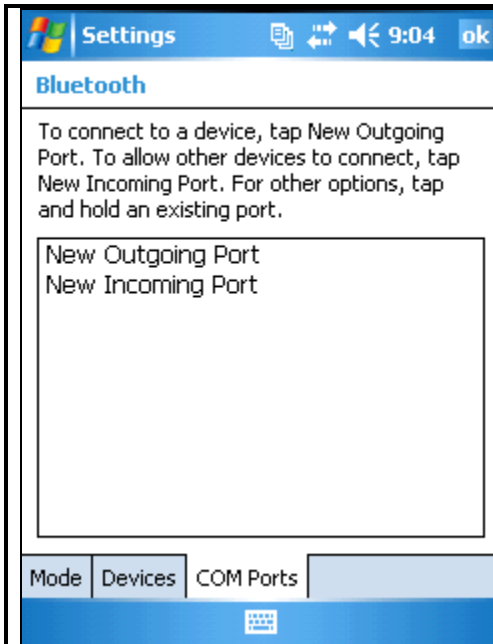 Settings 9:04 ok
Bluetooth
To connect to a device, tap New Outgoing
Port. To allow other devices to connect, tap
New Incoming Port. For other options, tap
and hold an existing port.
New Outgoing Port
New Incoming Port
Mode Devices COM Ports